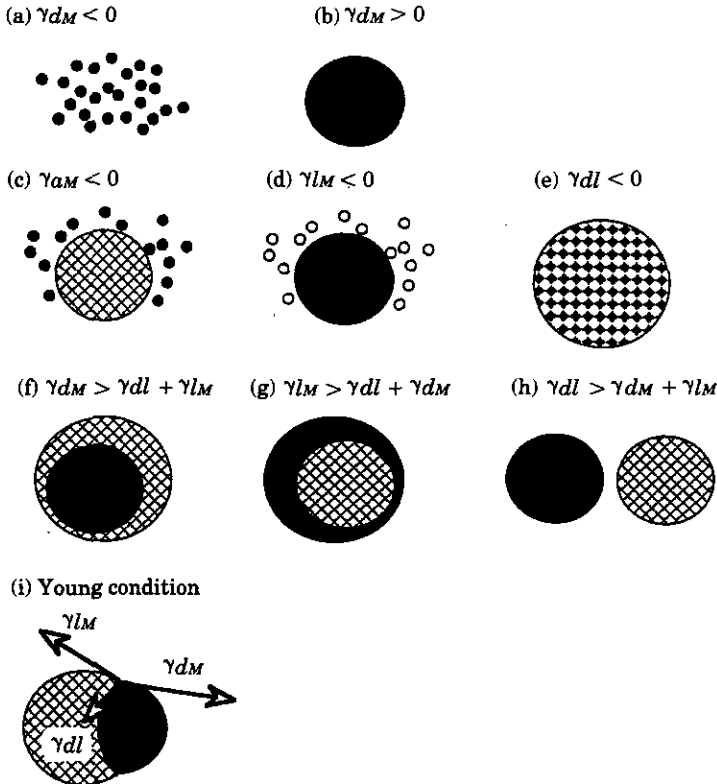 (a) γdM < 0
(b) γdM > 0
(c) γaM < 0
(d) γlM < 0
(e) γdl < 0
(f) γdM > γdl + γlM
(g) γlM > γdl + γdM
(h) γdl > γdM + γlM
(i) Young condition
γlM
γdM
γdl